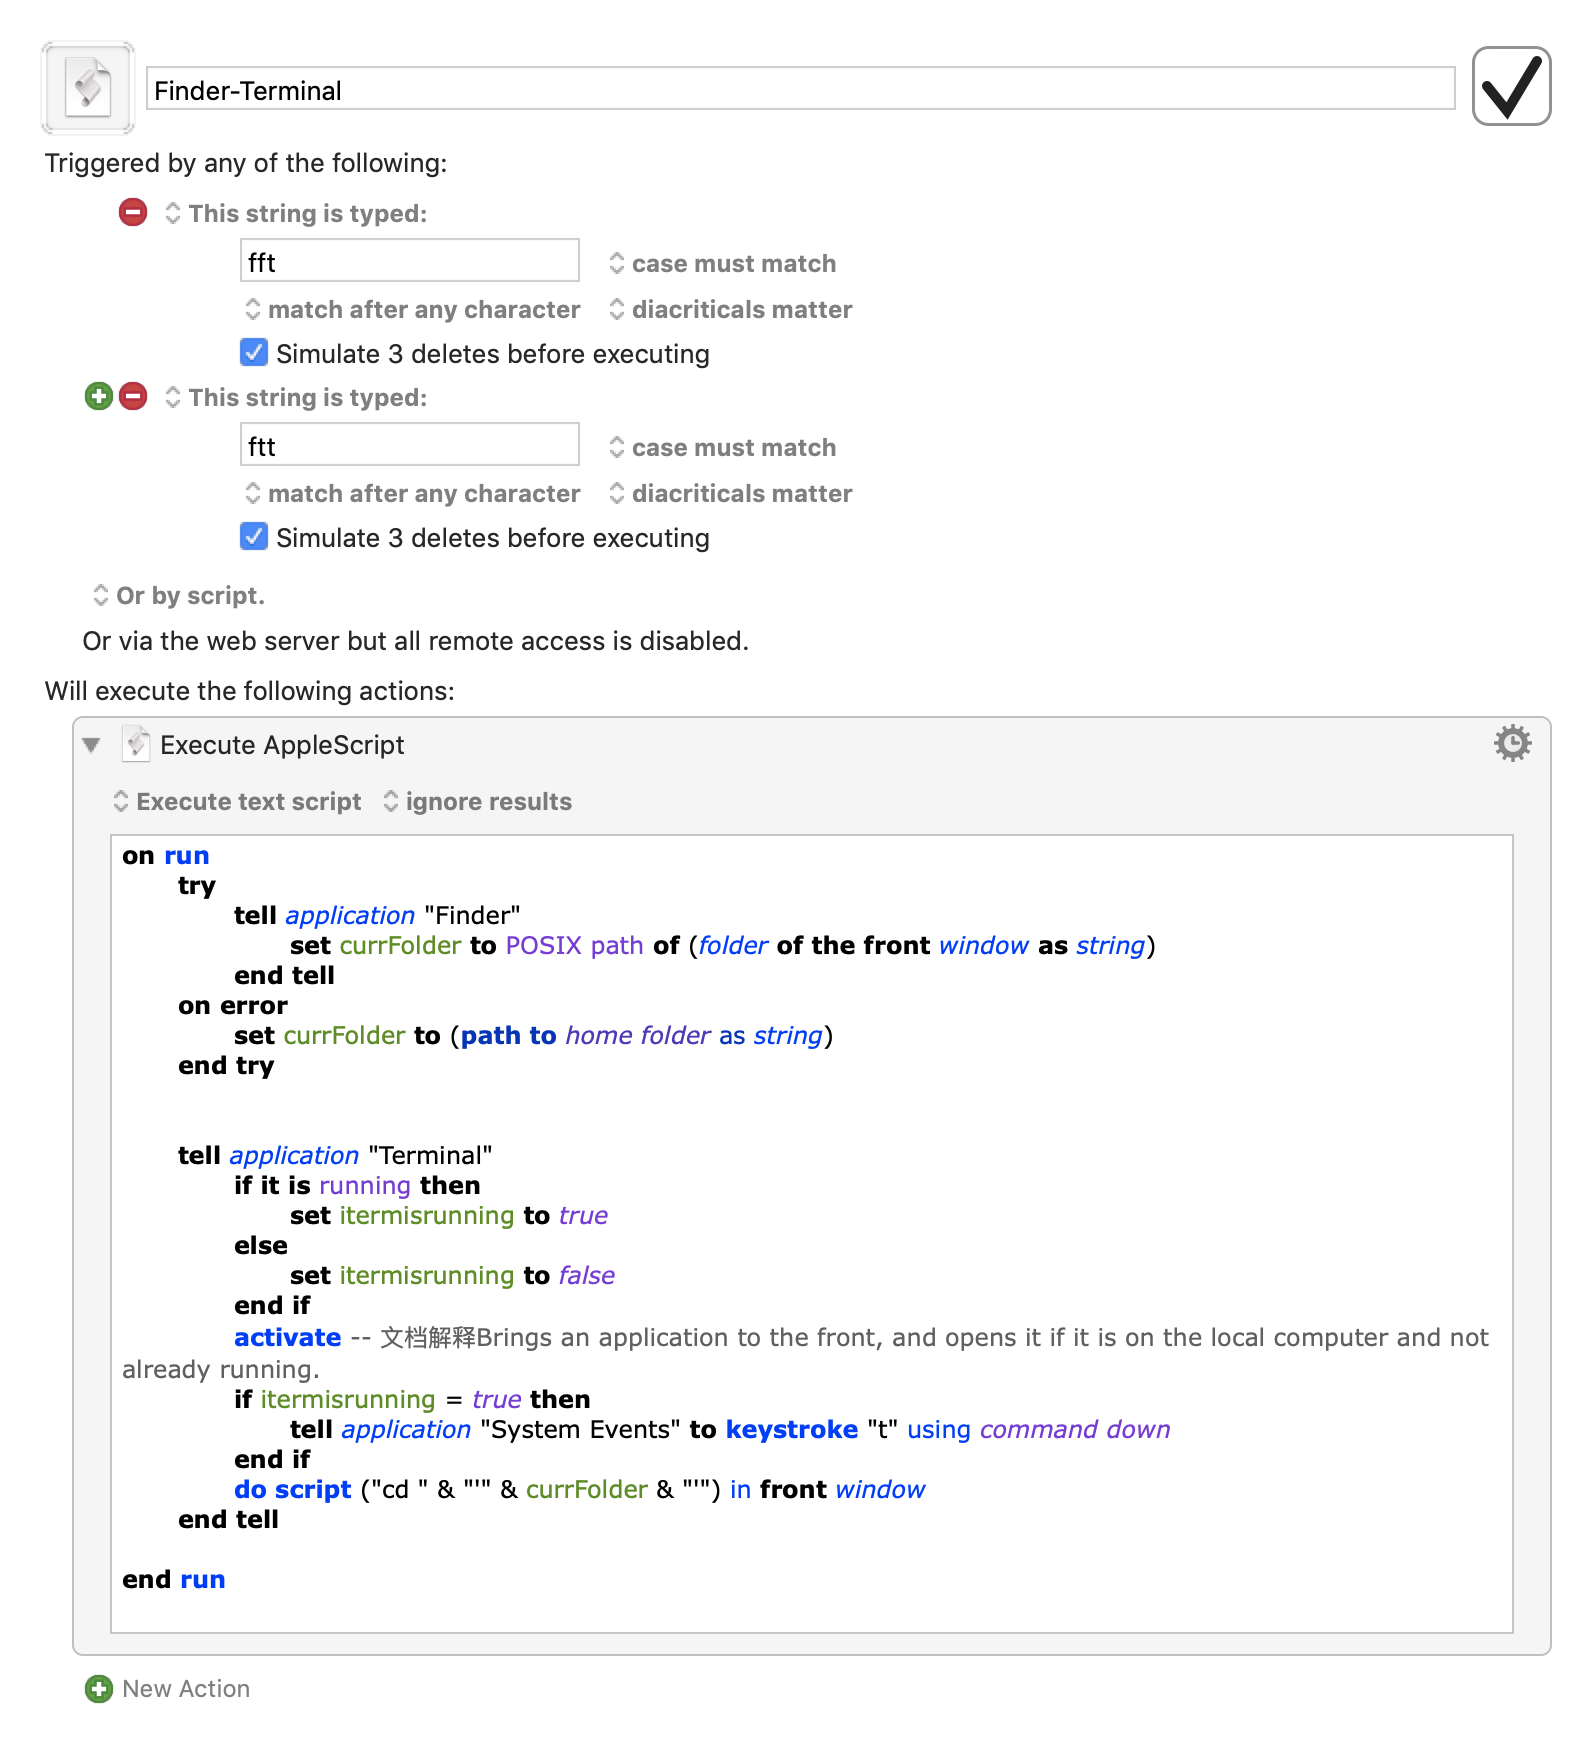 Finder-Terminal
Triggered by any of the following:
This string is typed:
fft
case must match
match after any character
diacriticals matter
Simulate 3 deletes before executing
This string is typed:
ftt
case must match
match after any character
diacriticals matter
Simulate 3 deletes before executing
Or by script.
Or via the web server but all remote access is disabled.
Will execute the following actions:
Execute AppleScript
Execute text script
ignore results
on run
try
tell application "Finder"
set currFolder to POSIX path of (folder of the front window as string)
end tell
on error
set currFolder to (path to home folder as string)
end try
tell application "Terminal"
if it is running then
set itermisrunning to true
else
set itermisrunning to false
end if
activate -- 文档解释Brings an application to the front, and opens it if it is on the local computer and not
already running.
if itermisrunning = true then
tell application "System Events" to keystroke "t" using command down
end if
do script ("cd " & "'" & currFolder & "'") in front window
end tell
end run
New Action